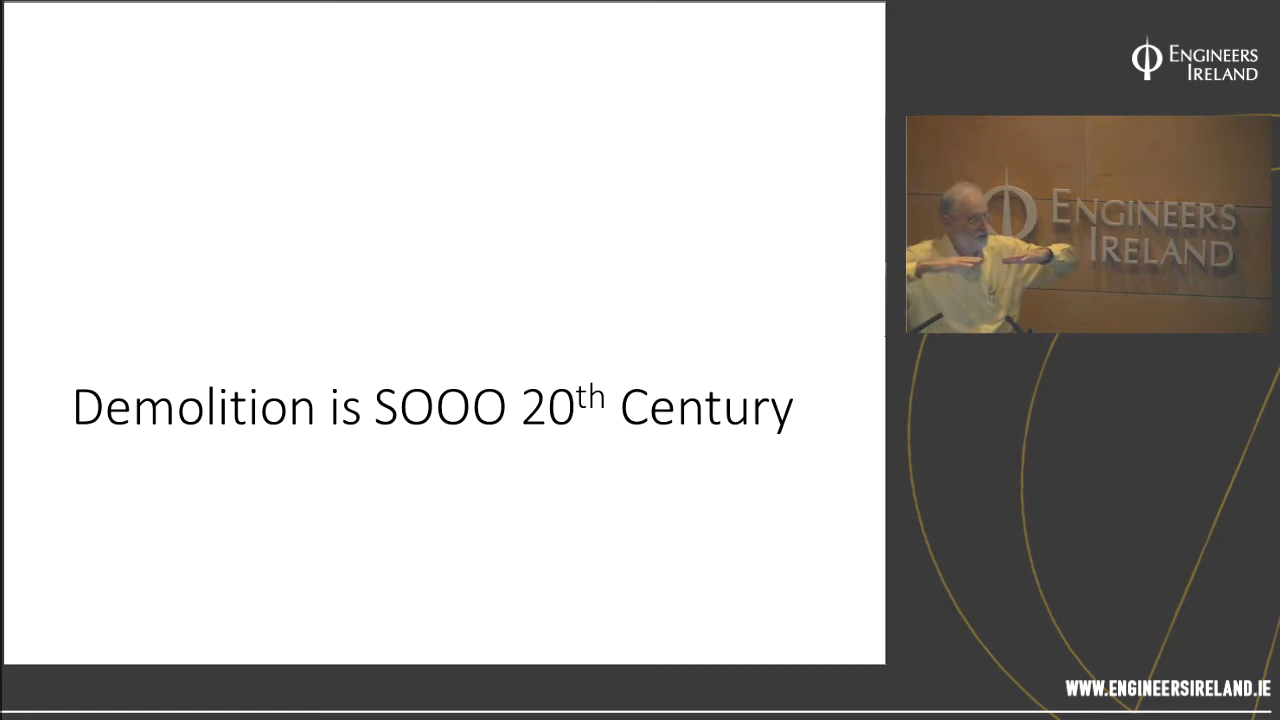 Demolition is SOOO 20th Century
ENGINEERS
IRELAND
ENGINEERS
IRELAND
WWW.ENGINEERSIRELAND.IE